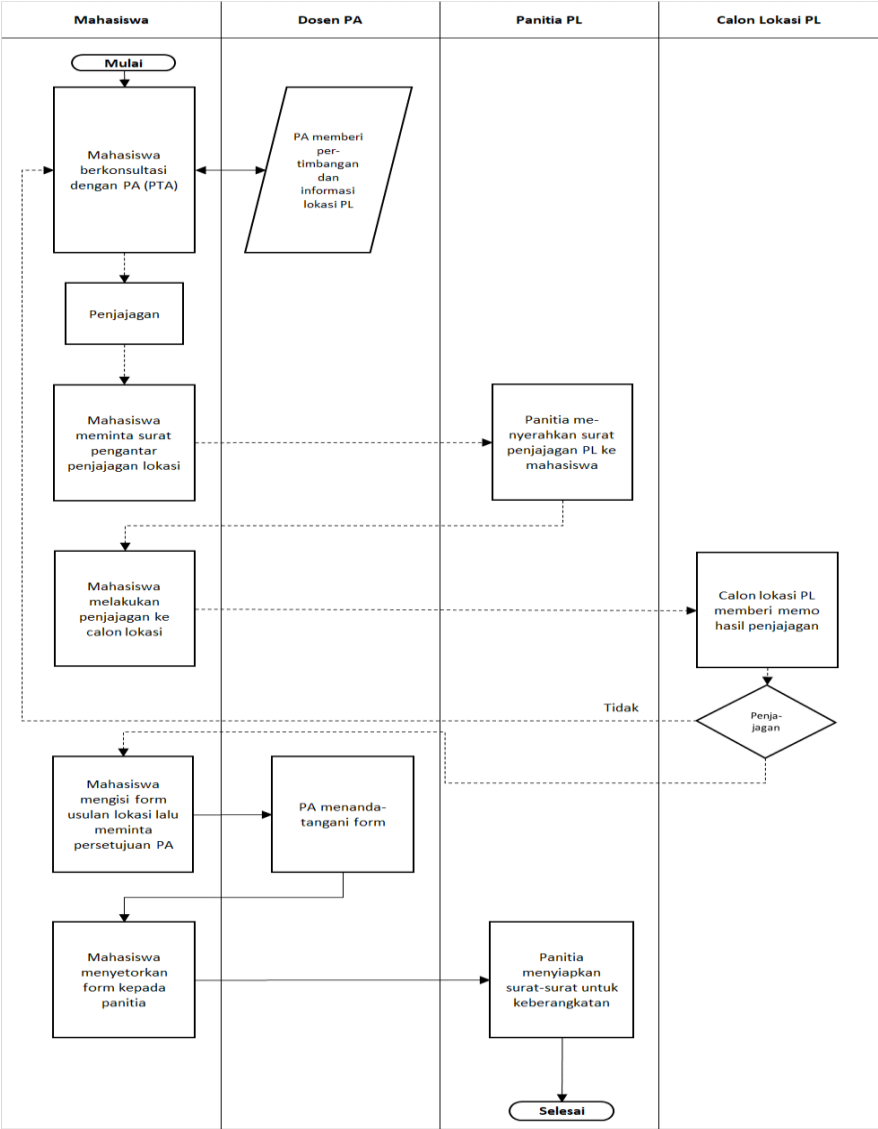 Mahasiswa
Dosen PA
Panitia PL
Calon Lokasi PL
Mulai
Mahasiswa
berkonsultasi
dengan PA (PTA)
PA memberi
per-
timbangan
dan
informasi
lokasi PL
Penjajagan
Mahasiswa
meminta surat
pengantar
penjajagan lokasi
Panitia me-
nyerahkan surat
penjajagan PL ke
mahasiswa
Mahasiswa
melakukan
penjajagan ke
calon lokasi
Calon lokasi PL
memberi memo
hasil penjajagan
Tidak
Penja-
jagan
Mahasiswa
mengisi form
usulan lokasi lalu
meminta
persetujuan PA
PA menanda-
tangani form
Mahasiswa
menyetorkan
form kepada
panitia
Panitia
menyiapkan
surat-surat untuk
keberangkatan
Selesai